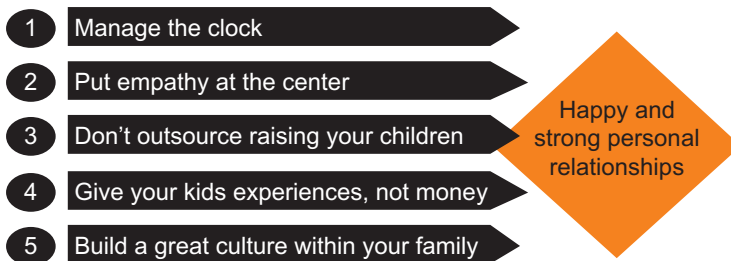 1 Manage the clock
2 Put empathy at the center
3 Don’t outsource raising your children
4 Give your kids experiences, not money
5 Build a great culture within your family
Happy and
strong personal
relationships